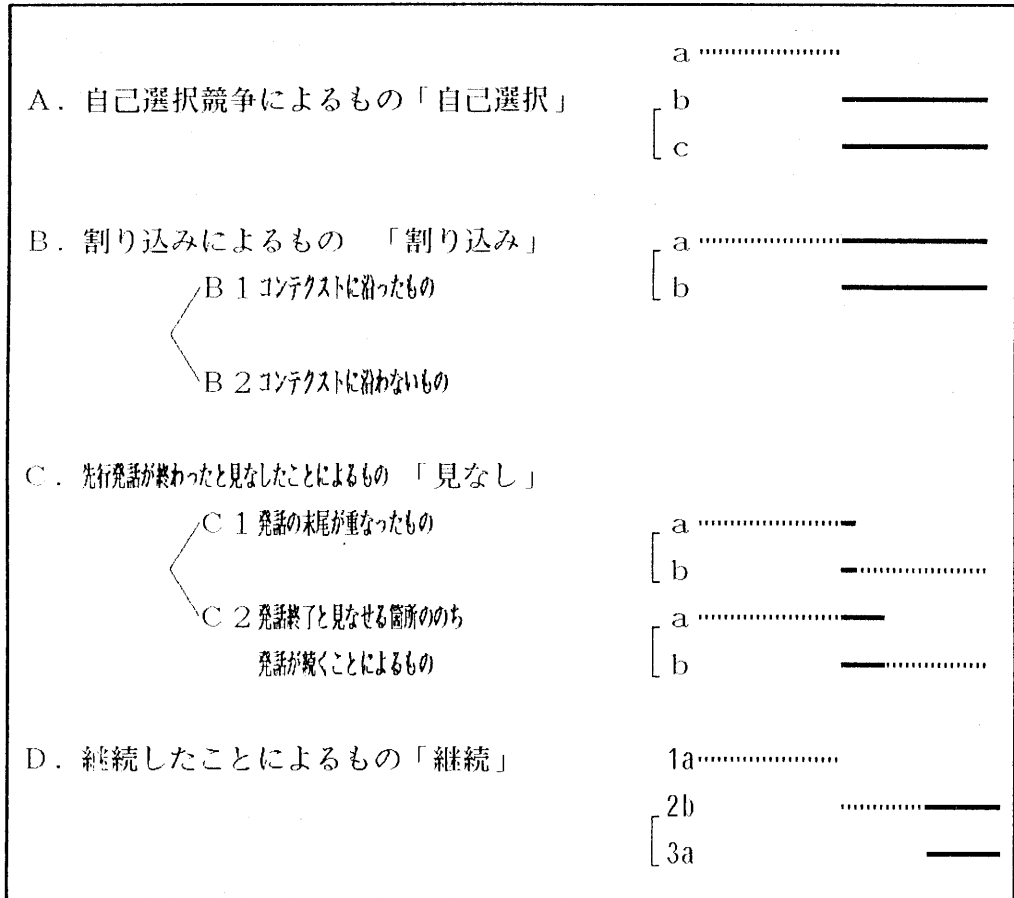 a
A. 自己選択競争によるもの「自己選択」
b
c
B. 割り込みによるもの 「割り込み」
a
B1 コンテクストに沿ったもの
b
B2 コンテクストに沿わないもの
C. 先行発話が終わったと見なしたことによるもの 「見なし」
C1 発話の末尾が重なったもの
a
b
C2 発話終了と見なせる箇所ののち
a
発話が続くことによるもの
b
D. 継続したことによるもの「継続」
1a
2b
3a